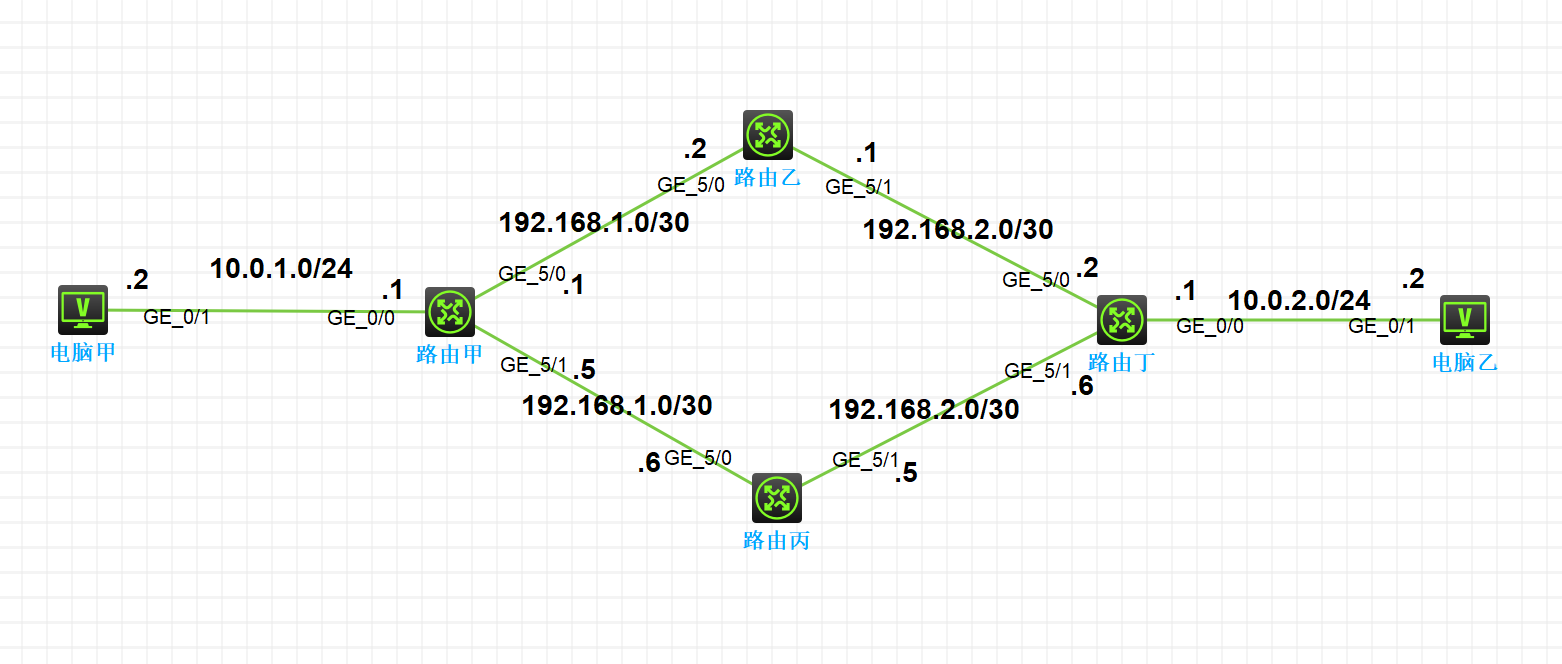 .2
.1
GE_5/0
路由乙
GE_5/1
192.168.1.0/30
192.168.2.0/30
.2
10.0.1.0/24
.1
GE_5/0
.1
GE_5/0
.2
.1
10.0.2.0/24
.2
GE_0/1
GE_0/0
GE_0/0
GE_0/1
电脑甲
路由甲
路由丁
电脑乙
GE_5/1
.5
GE_5/1
.6
192.168.1.0/30
192.168.2.0/30
.6
GE_5/0
GE_5/1
.5
路由丙
V
V